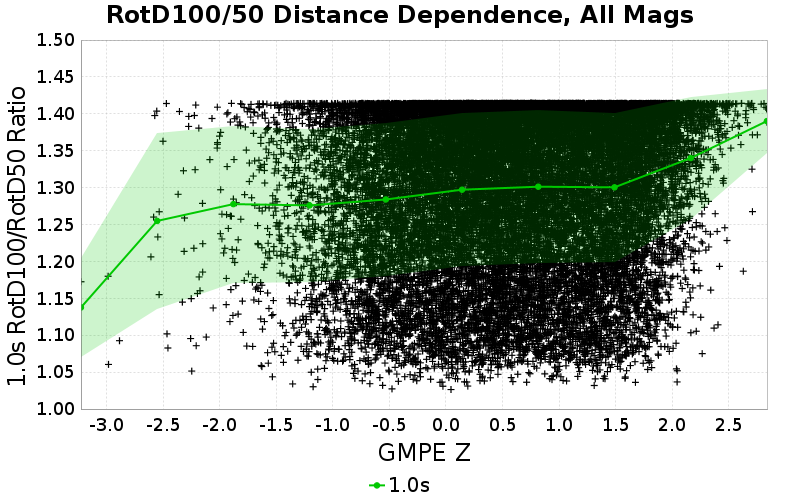 RotD100/50 Distance Dependence, All Mags
1.0s RotD100/RotD50 Ratio
1.50
1.45
1.40
1.35
1.30
1.25
1.20
1.15
1.10
1.05
1.00
-3.0 -2.5 -2.0 -1.5 -1.0 -0.5 0.0 0.5 1.0 1.5 2.0 2.5
GMPE Z
1.0s